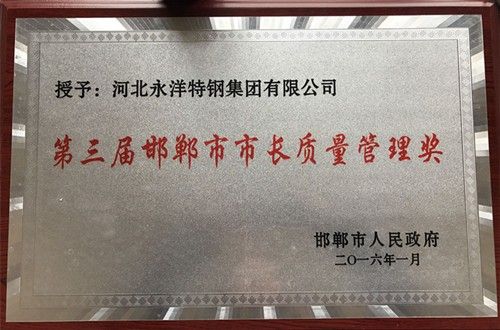 授予：河北永洋特钢集团有限公司
第三届邯郸市市长质量管理奖
邯郸市人民政府
二〇一六年一月